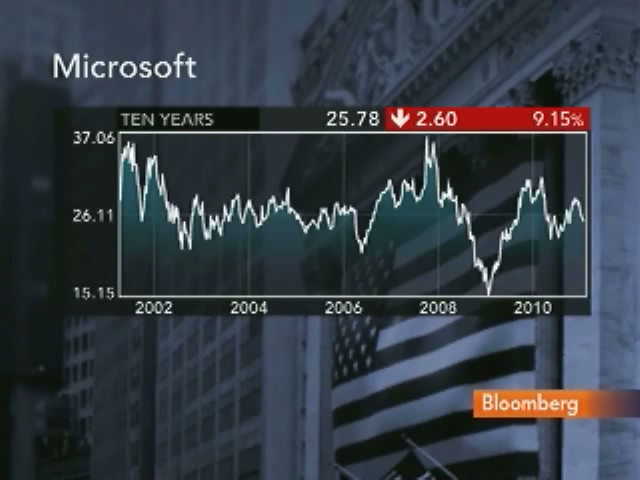 Microsoft
TEN YEARS 25.78 2.60 9.15%
37.06
26.11
15.15
2002 2004 2006 2008 2010
Bloomberg